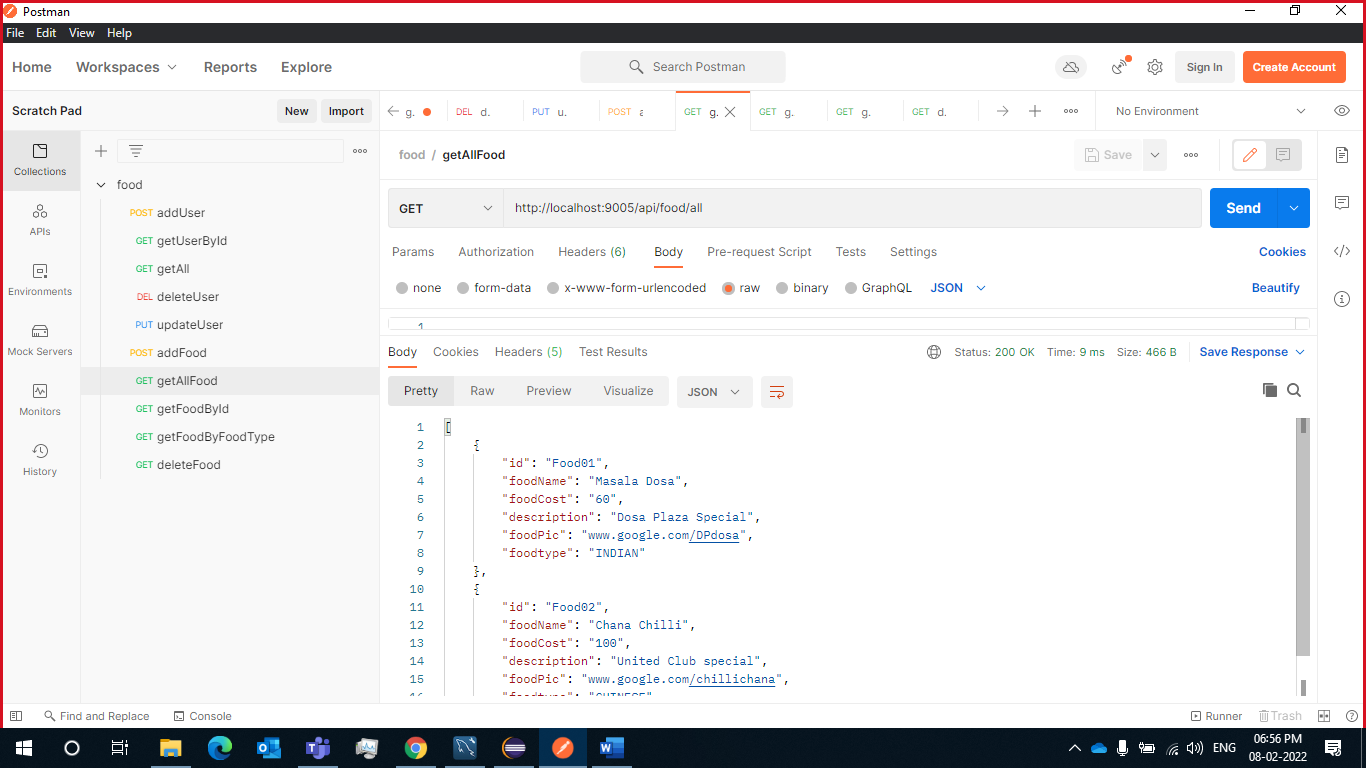 Postman
File Edit View Help
Home Workspaces Reports Explore Search Postman Sign In Create Account
Scratch Pad New Import
g. DEL d. PUT u. POST a GET g. GET g. GET g. GET d. No Environment
Collections
APIs
Environments
Mock Servers
Monitors
History
food
POST addUser
GET getUserById
GET getAll
DEL deleteUser
PUT updateUser
POST addFood
GET getAllFood
GET getFoodById
GET getFoodByFoodType
GET deleteFood
food / getAllFood Save
GET http://localhost:9005/api/food/all Send
Params Authorization Headers (6) Body Pre-request Script Tests Settings Cookies
none form-data x-www-form-urlencoded raw binary GraphQL JSON Beautify
1
Body Cookies Headers (5) Test Results Status: 200 OK Time: 9 ms Size: 466 B Save Response
Pretty Raw Preview Visualize JSON
1 [
2 {
3 "id": "Food01",
4 "foodName": "Masala Dosa",
5 "foodCost": "60",
6 "description": "Dosa Plaza Special",
7 "foodPic": "www.google.com/DPdosa",
8 "foodtype": "INDIAN"
9 },
10 {
11 "id": "Food02",
12 "foodName": "Chana Chilli",
13 "foodCost": "100",
14 "description": "United Club special",
15 "foodPic": "www.google.com/chillichana",
16 "foodtype": "CHINESE"
Find and Replace Console Runner Trash
ENG 06:56 PM
08-02-2022